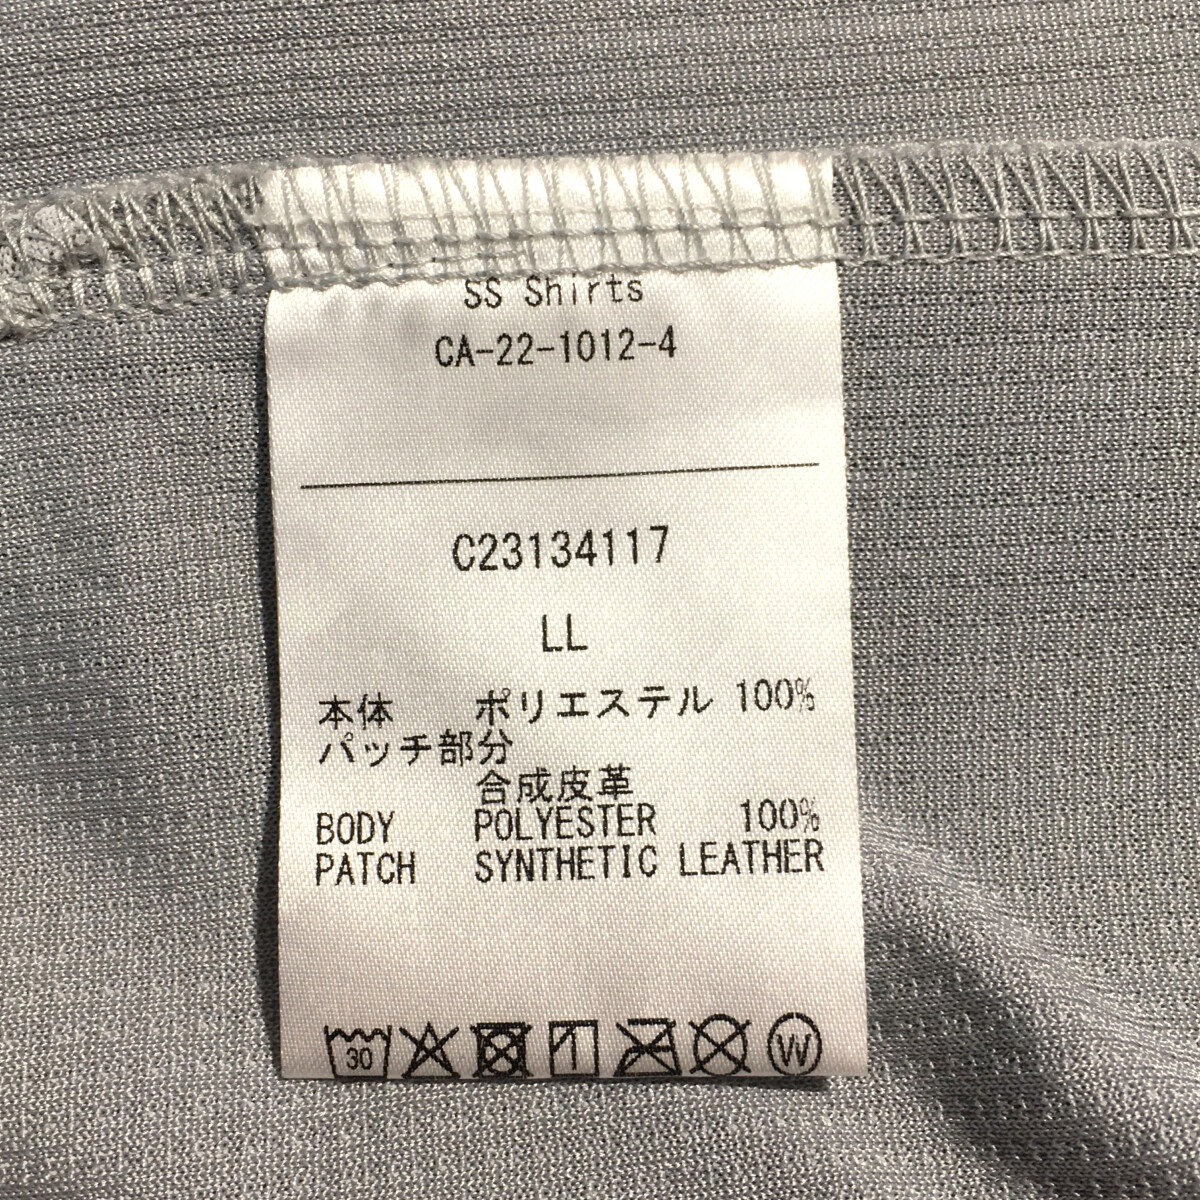 SS Shirts
CA-22-1012-4
C23134117
LL
本体 ポリエステル 100%
パッチ部分
合成皮革
BODY POLYESTER 100%
PATCH SYNTHETIC LEATHER
30 W